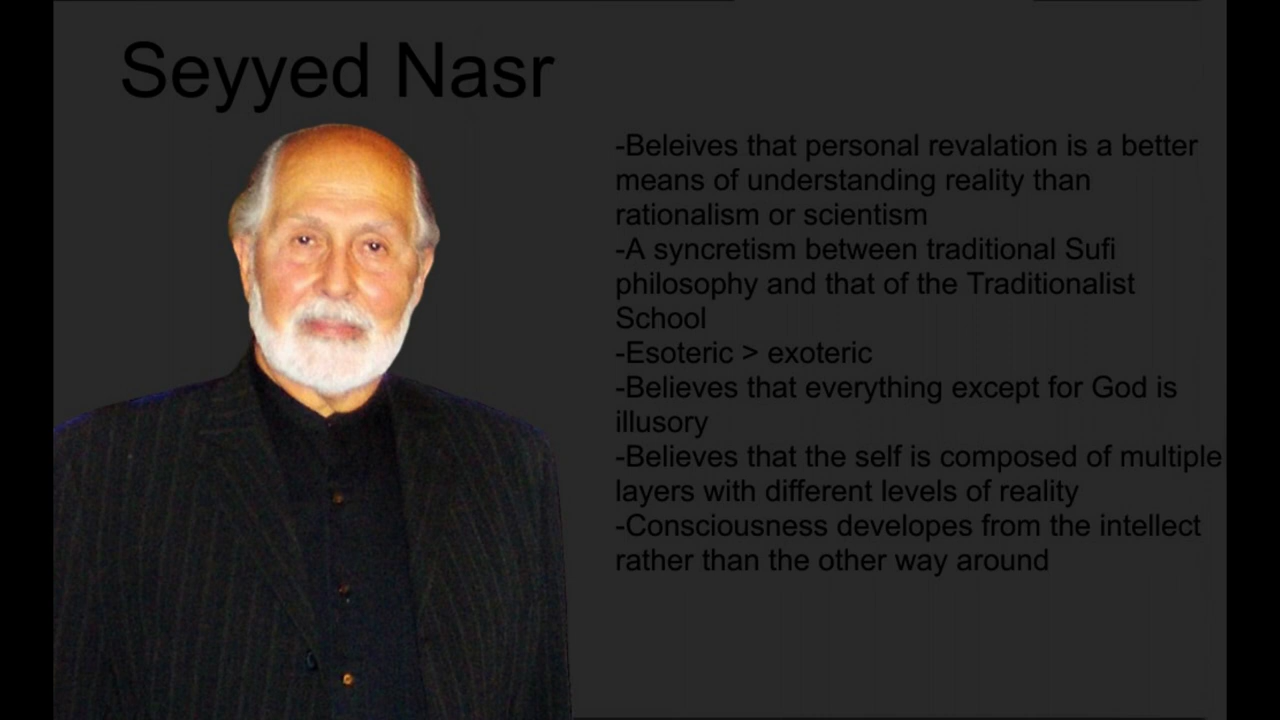 Seyyed Nasr
-Beleives that personal revalation is a better
means of understanding reality than
rationalism or scientism
-A syncretism between traditional Sufi
philosophy and that of the Traditionalist
School
-Esoteric > exoteric
-Believes that everything except for God is
illusory
-Believes that the self is composed of multiple
layers with different levels of reality
-Consciousness developes from the intellect
rather than the other way around